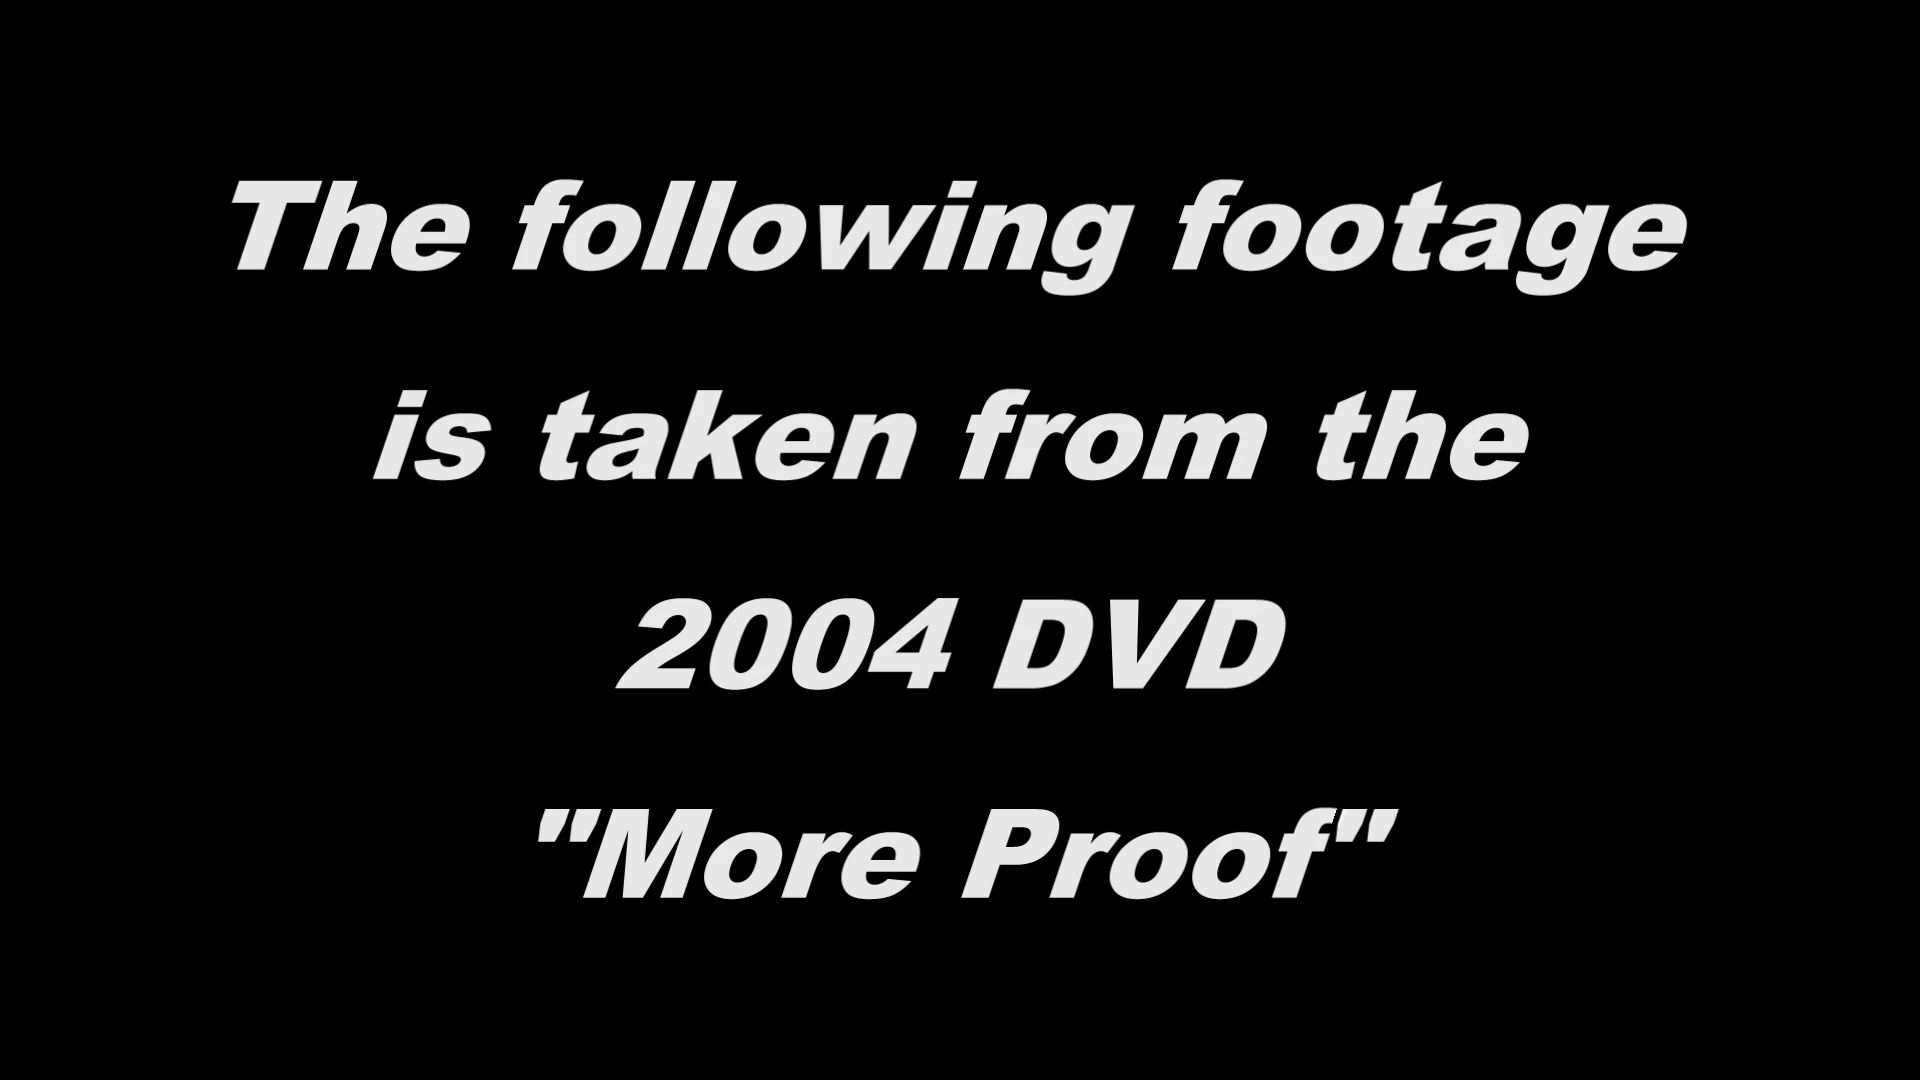 The following footage
is taken from the
2004 DVD
"More Proof"